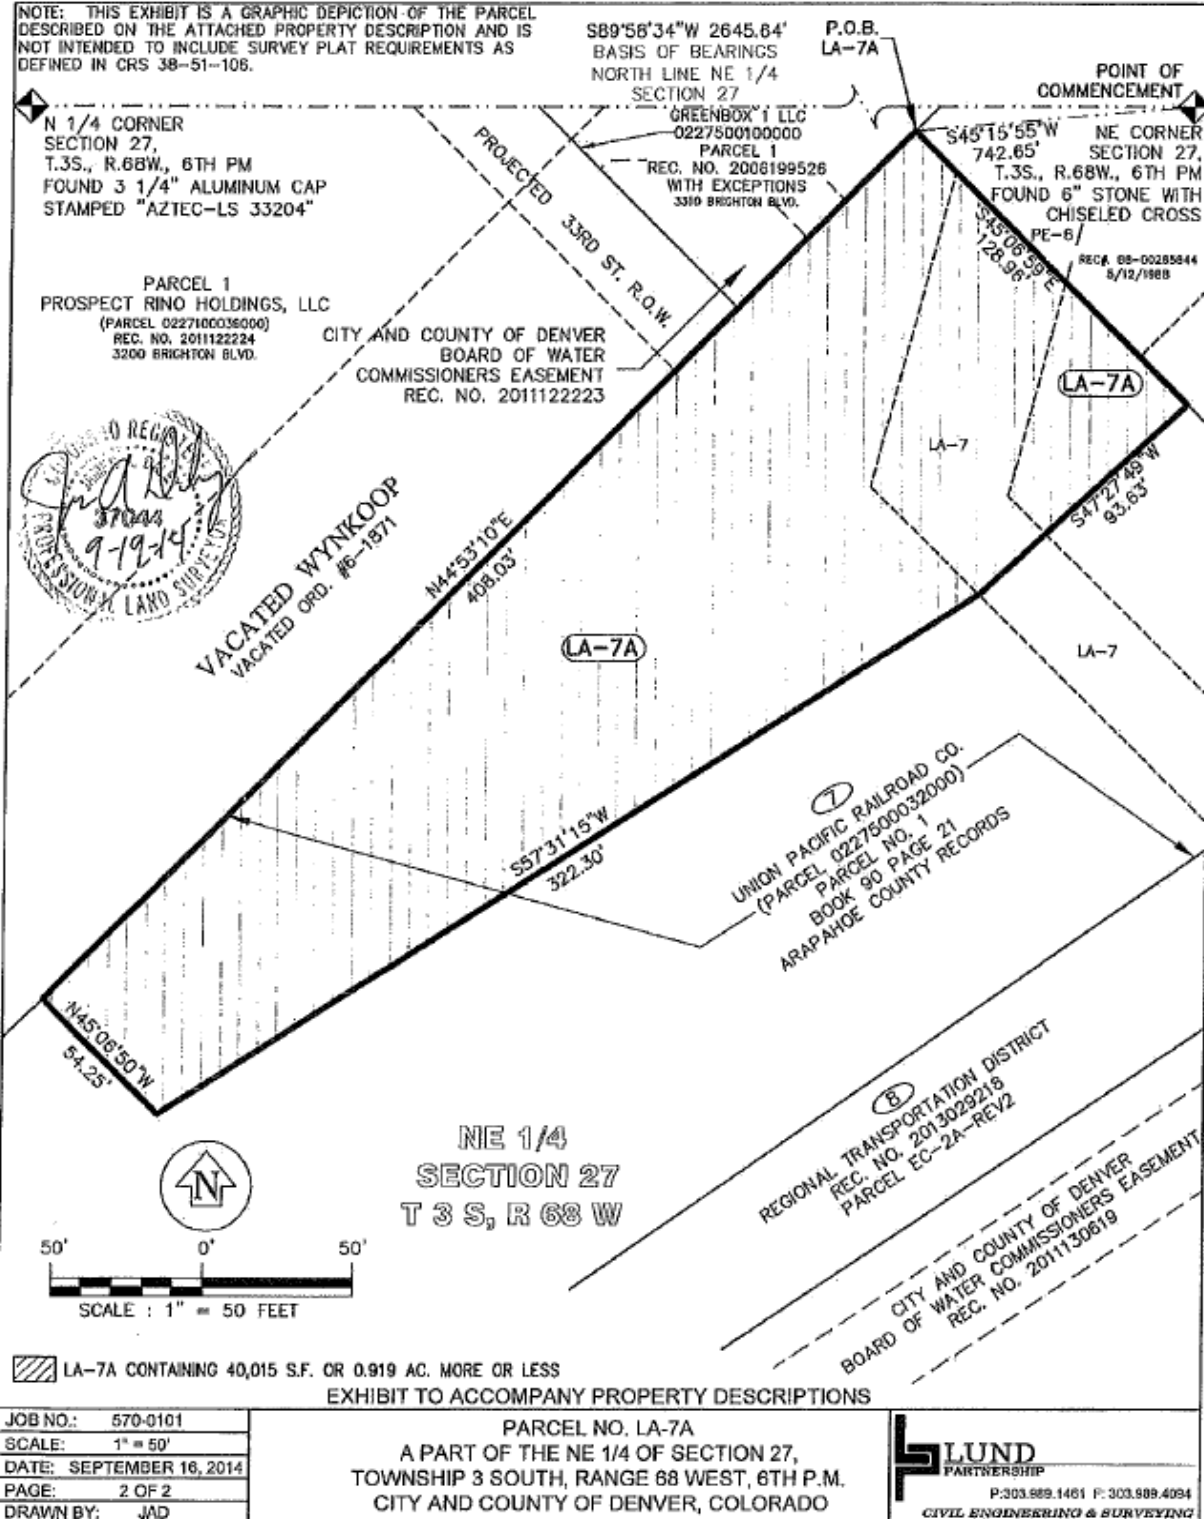 NOTE: THIS EXHIBIT IS A GRAPHIC DEPICTION OF THE PARCEL
DESCRIBED ON THE ATTACHED PROPERTY DESCRIPTION AND IS
NOT INTENDED TO INCLUDE SURVEY PLAT REQUIREMENTS AS
DEFINED IN CRS 38-51-106.
S89°58'34"W 2645.64'
BASIS OF BEARINGS
NORTH LINE NE 1/4
SECTION 27
P.O.B.
LA-7A
POINT OF
COMMENCEMENT
N 1/4 CORNER
SECTION 27,
T.3S., R.68W., 6TH PM
FOUND 3 1/4" ALUMINUM CAP
STAMPED "AZTEC-LS 33204"
GREENBOX 1 LLC
0227500100000
PARCEL 1
REC. NO. 2006199526
WITH EXCEPTIONS
3310 BRIGHTON BLVD.
S45°15'55"W
742.65'
NE CORNER
SECTION 27,
T.3S., R.68W., 6TH PM
FOUND 6" STONE WITH
CHISELED CROSS
PROJECTED 33RD ST. R.O.W.
S45°06'59"E
128.96'
PE-6
REC# 88-00285844
5/12/1988
PARCEL 1
PROSPECT RINO HOLDINGS, LLC
(PARCEL 0227100036000)
REC. NO. 2011122224
3200 BRIGHTON BLVD.
CITY AND COUNTY OF DENVER
BOARD OF WATER
COMMISSIONERS EASEMENT
REC. NO. 2011122223
LA-7A
LA-7
S47°27'49"W
93.63'
PROFESSIONAL LAND SURVEYOR
9-19-14
VACATED WYNKOOP
VACATED ORD. #6-1871
N44°53'10"E
408.03'
LA-7A
LA-7
S57°31'15"W
322.30'
7
UNION PACIFIC RAILROAD CO.
(PARCEL 0227500032000)
PARCEL NO. 1
BOOK 90 PAGE 21
ARAPAHOE COUNTY RECORDS
N45°06'50"W
54.25'
8
REGIONAL TRANSPORTATION DISTRICT
REC. NO. 2013029218
PARCEL EC-2A-REV2
NE 1/4
SECTION 27
T 3 S, R 68 W
N
CITY AND COUNTY OF DENVER
BOARD OF WATER COMMISSIONERS EASEMENT
REC. NO. 2011130619
50' 0' 50'
SCALE : 1" = 50 FEET
LA-7A CONTAINING 40,015 S.F. OR 0.919 AC. MORE OR LESS
EXHIBIT TO ACCOMPANY PROPERTY DESCRIPTIONS
JOB NO.: 570-0101
SCALE: 1" = 50'
DATE: SEPTEMBER 16, 2014
PAGE: 2 OF 2
DRAWN BY: JAD
PARCEL NO. LA-7A
A PART OF THE NE 1/4 OF SECTION 27,
TOWNSHIP 3 SOUTH, RANGE 68 WEST, 6TH P.M.
CITY AND COUNTY OF DENVER, COLORADO
LUND
PARTNERSHIP
P:303.989.1461 F: 303.989.4094
CIVIL ENGINEERING & SURVEYING